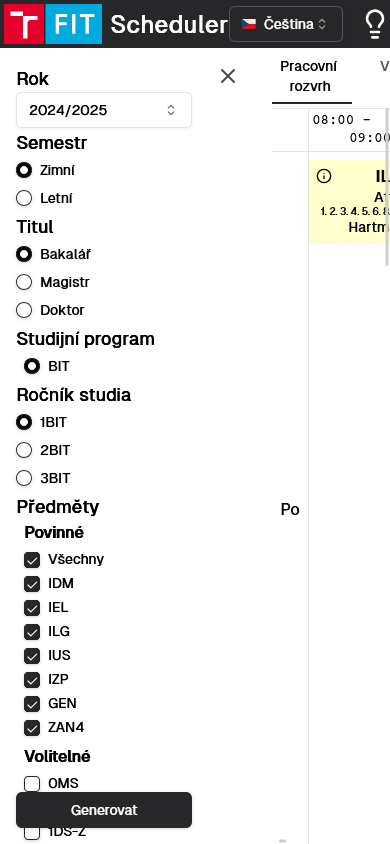 T FIT Scheduler
Čeština
Rok
2024/2025
Semestr
Zimní
Letní
Titul
Bakalář
Magistr
Doktor
Studijní program
BIT
Ročník studia
1BIT
2BIT
3BIT
Předměty
Povinné
Všechny
IDM
IEL
ILG
IUS
IZP
GEN
ZAN4
Volitelné
0MS
Generovat
1DS-Z
Pracovní
rozvrh
V
08:00 –
09:00
1. 2. 3. 4. 5. 6.
Hartm
Po